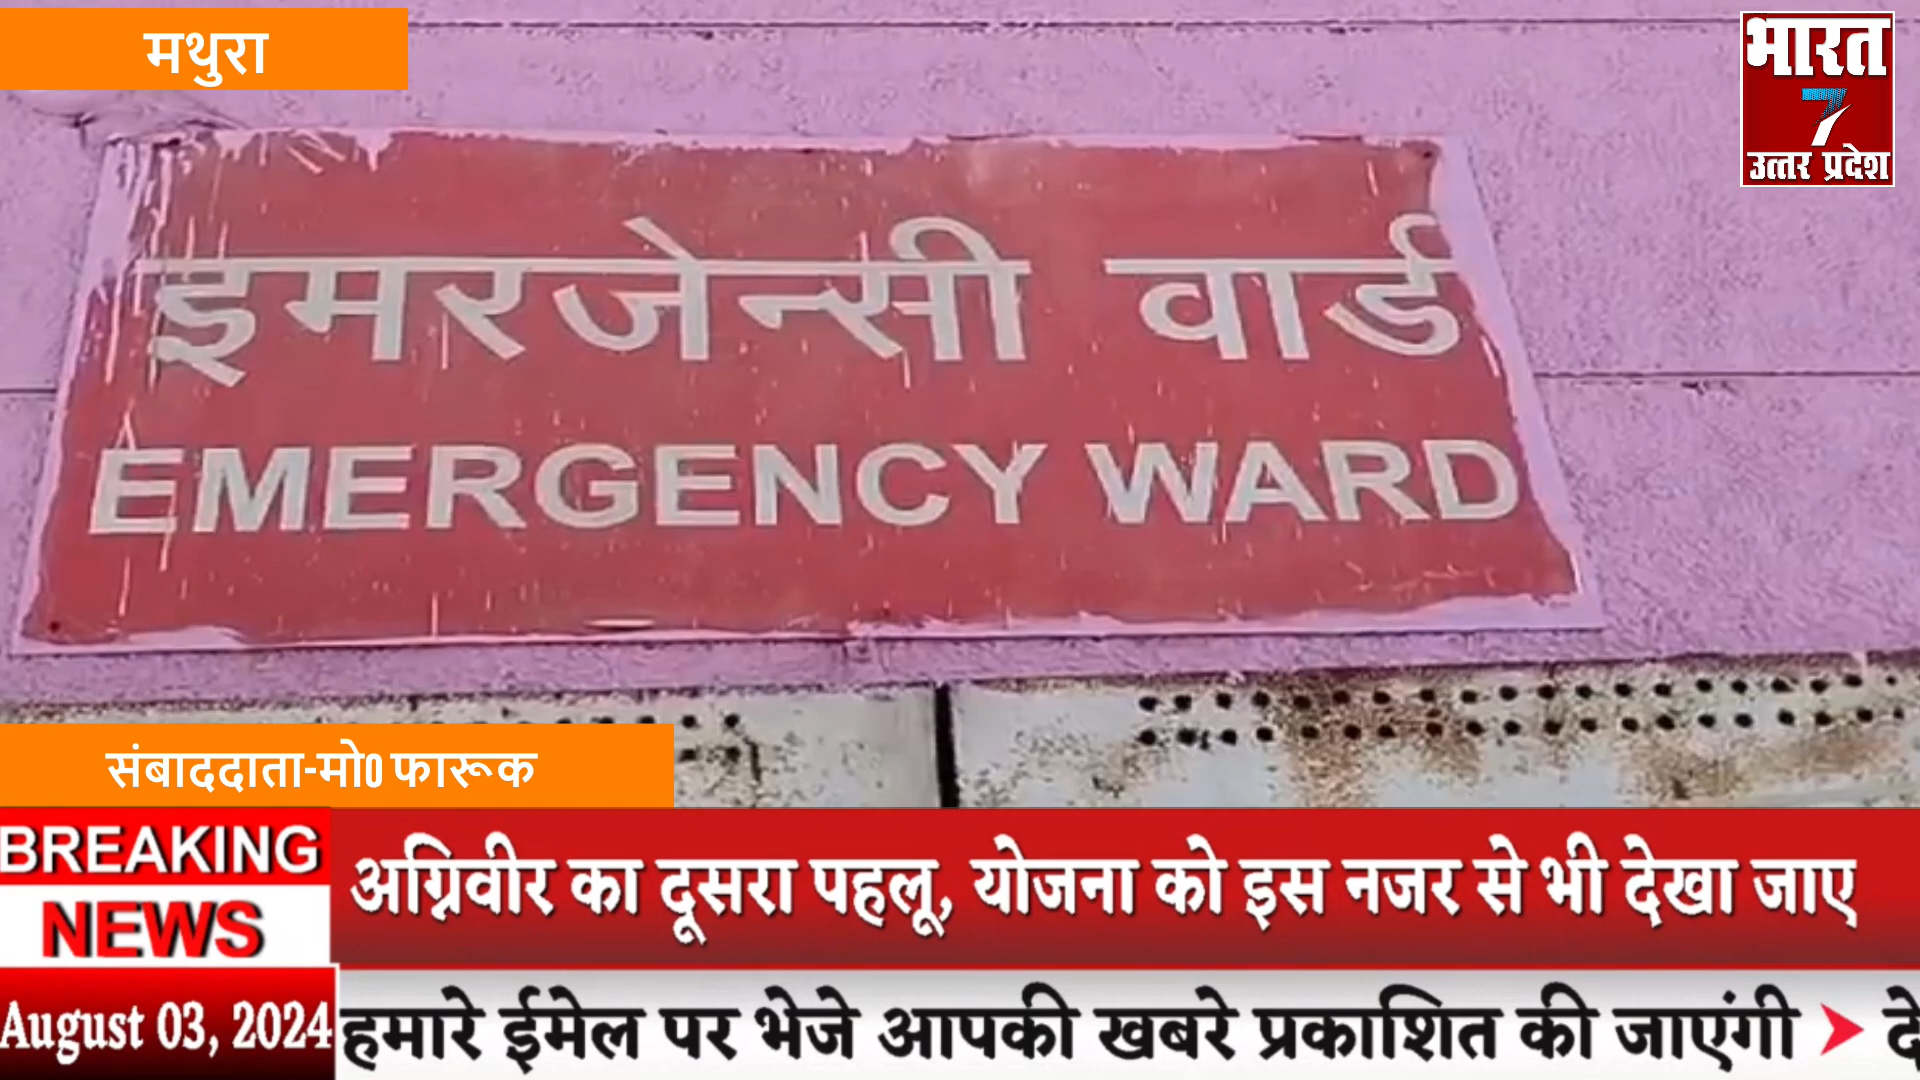 मथुरा
भारत
7
उत्तर प्रदेश
इमरजेन्सी वार्ड
EMERGENCY WARD
संबाददाता-मो0 फारूक
BREAKING
NEWS
अग्निवीर का दूसरा पहलू, योजना को इस नजर से भी देखा जाए
August 03, 2024
हमारे ईमेल पर भेजे आपकी खबरे प्रकाशित की जाएंगी